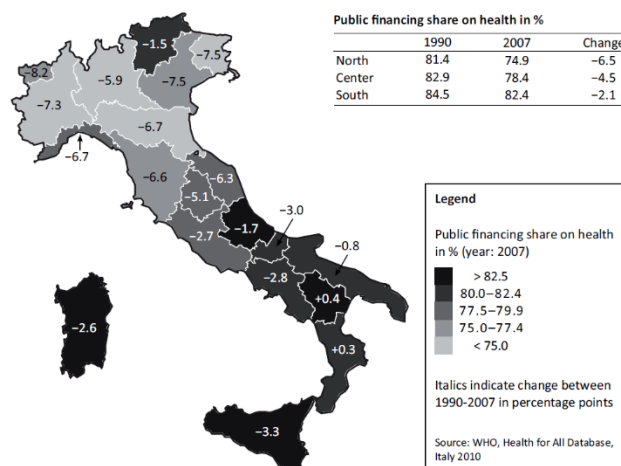 Public financing share on health in %
1990 2007 Change
North 81.4 74.9 −6.5
Center 82.9 78.4 −4.5
South 84.5 82.4 −2.1
−1.5
−7.5
−8.2
−5.9
−7.5
−7.3
−6.7
−6.7
−6.6
−6.3
−5.1
−1.7
−3.0
−2.7
−0.8
−2.8
+0.4
−2.6
+0.3
−3.3
Legend
Public financing share on health
in % (year: 2007)
> 82.5
80.0–82.4
77.5–79.9
75.0–77.4
< 75.0
Italics indicate change between
1990-2007 in percentage points
Source: WHO, Health for All Database,
Italy 2010